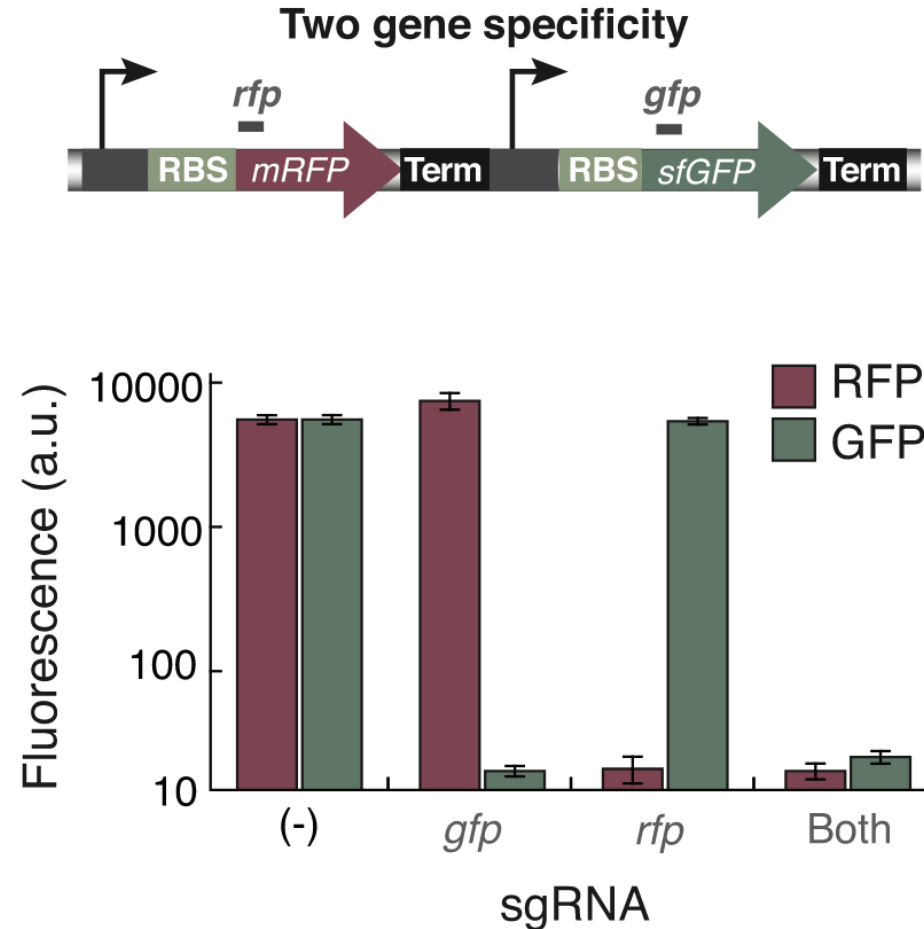 Two gene specificity
rfp
gfp
RBS mRFP Term RBS sfGFP Term
Fluorescence (a.u.)
10000
1000
100
10
RFP
GFP
(-) gfp rfp Both
sgRNA